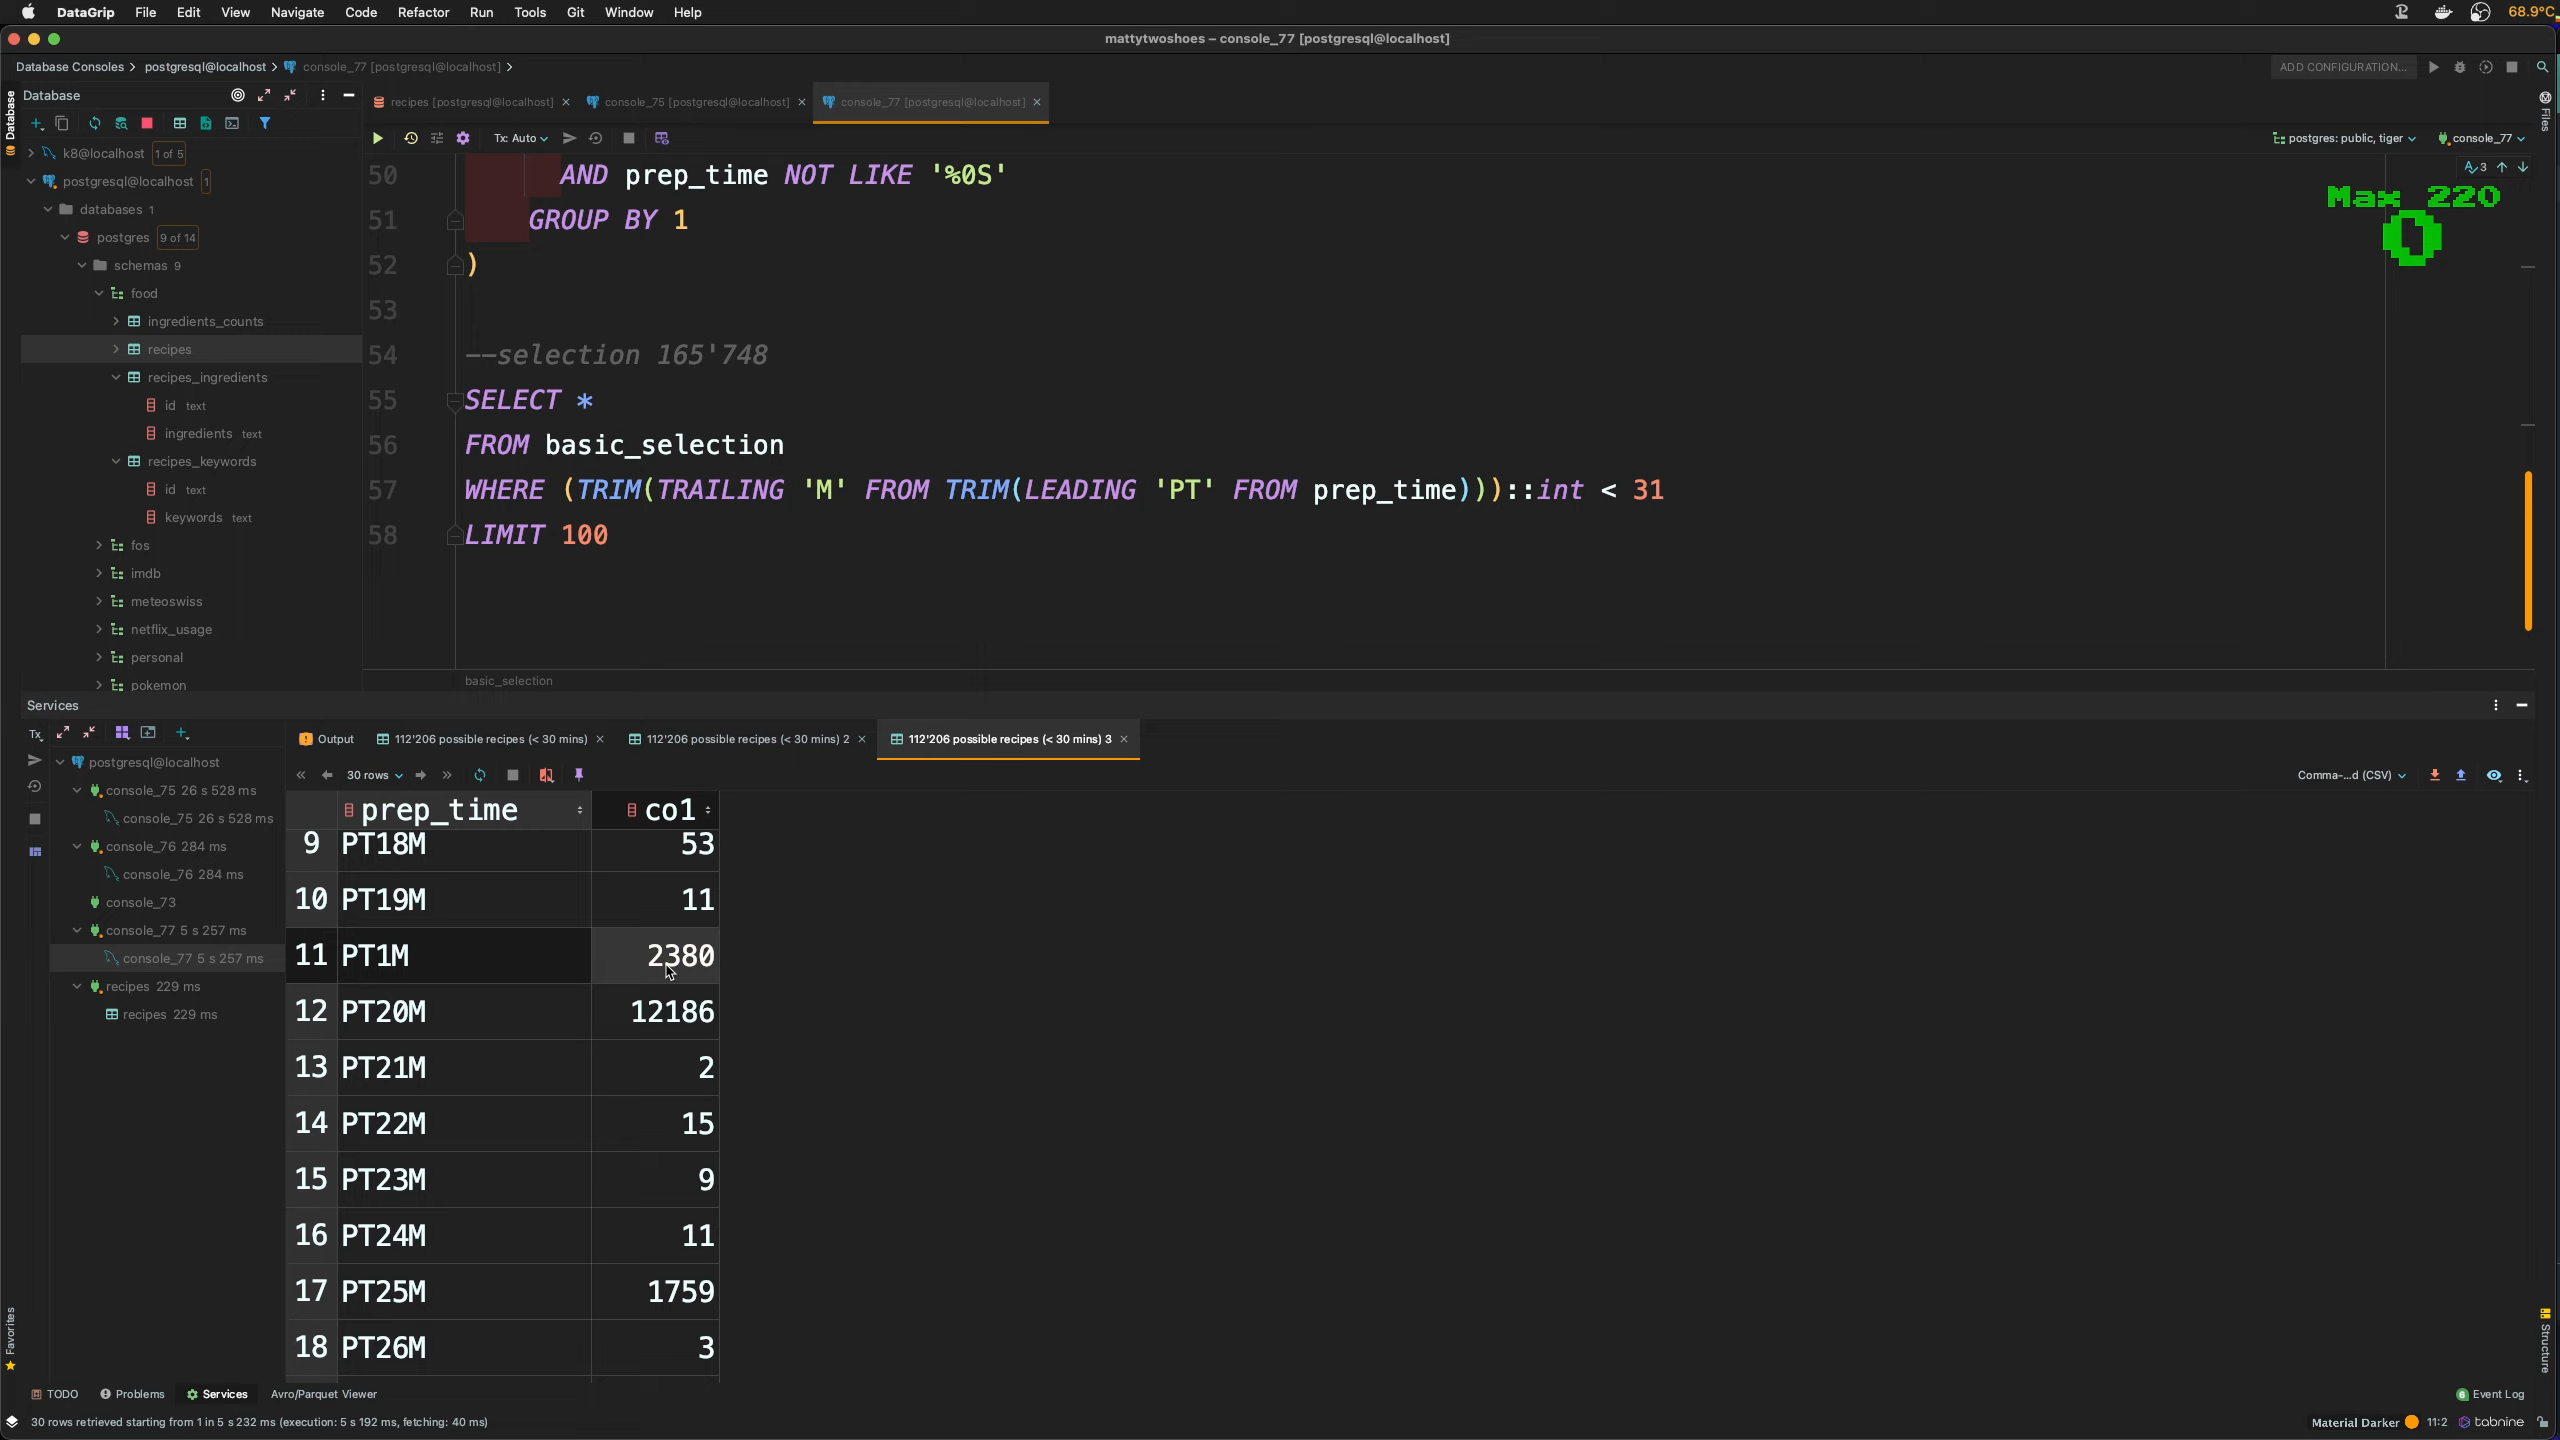 DataGrip File Edit View Navigate Code Refactor Run Tools Git Window Help 68.9°C
mattytwoshoes – console_77 [postgresql@localhost]
Database Consoles postgresql@localhost console_77 [postgresql@localhost]
ADD CONFIGURATION...
Database
Database
Files
recipes [postgresql@localhost] console_75 [postgresql@localhost] console_77 [postgresql@localhost]
Tx: Auto
postgres: public, tiger console_77
k8@localhost 1 of 5
postgresql@localhost 1
databases 1
postgres 9 of 14
schemas 9
food
ingredients_counts
recipes
recipes_ingredients
id text
ingredients text
recipes_keywords
id text
keywords text
fos
imdb
meteoswiss
netflix_usage
personal
pokemon
3
Max 220
0
50 AND prep_time NOT LIKE '%0S'
51 GROUP BY 1
52 )
53
54 --selection 165'748
55 SELECT *
56 FROM basic_selection
57 WHERE (TRIM(TRAILING 'M' FROM TRIM(LEADING 'PT' FROM prep_time)))::int < 31
58 LIMIT 100
basic_selection
Services
Tx
postgresql@localhost
console_75 26 s 528 ms
console_75 26 s 528 ms
console_76 284 ms
console_76 284 ms
console_73
console_77 5 s 257 ms
console_77 5 s 257 ms
recipes 229 ms
recipes 229 ms
Output 112'206 possible recipes (< 30 mins) 112'206 possible recipes (< 30 mins) 2 112'206 possible recipes (< 30 mins) 3
30 rows
Comma-...d (CSV)
prep_time co1
9 PT18M 53
10 PT19M 11
11 PT1M 2380
12 PT20M 12186
13 PT21M 2
14 PT22M 15
15 PT23M 9
16 PT24M 11
17 PT25M 1759
18 PT26M 3
Favorites
Structure
TODO Problems Services Avro/Parquet Viewer
6 Event Log
30 rows retrieved starting from 1 in 5 s 232 ms (execution: 5 s 192 ms, fetching: 40 ms)
Material Darker 11:2 tabnine